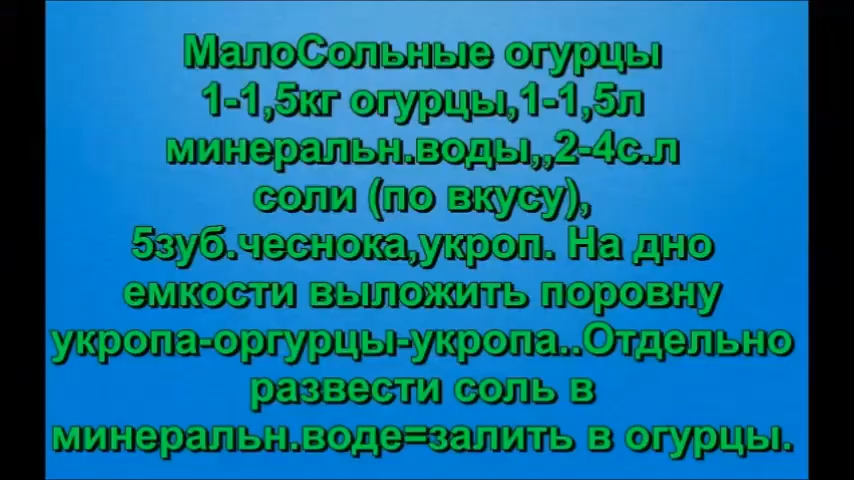 МалоСольные огурцы
1-1,5кг огурцы,1-1,5л
минеральн.воды,,2-4с.л
соли (по вкусу),
5зуб.чеснока,укроп. На дно
емкости выложить поровну
укропа-оргурцы-укропа..Отдельно
развести соль в
минеральн.воде=залить в огурцы.